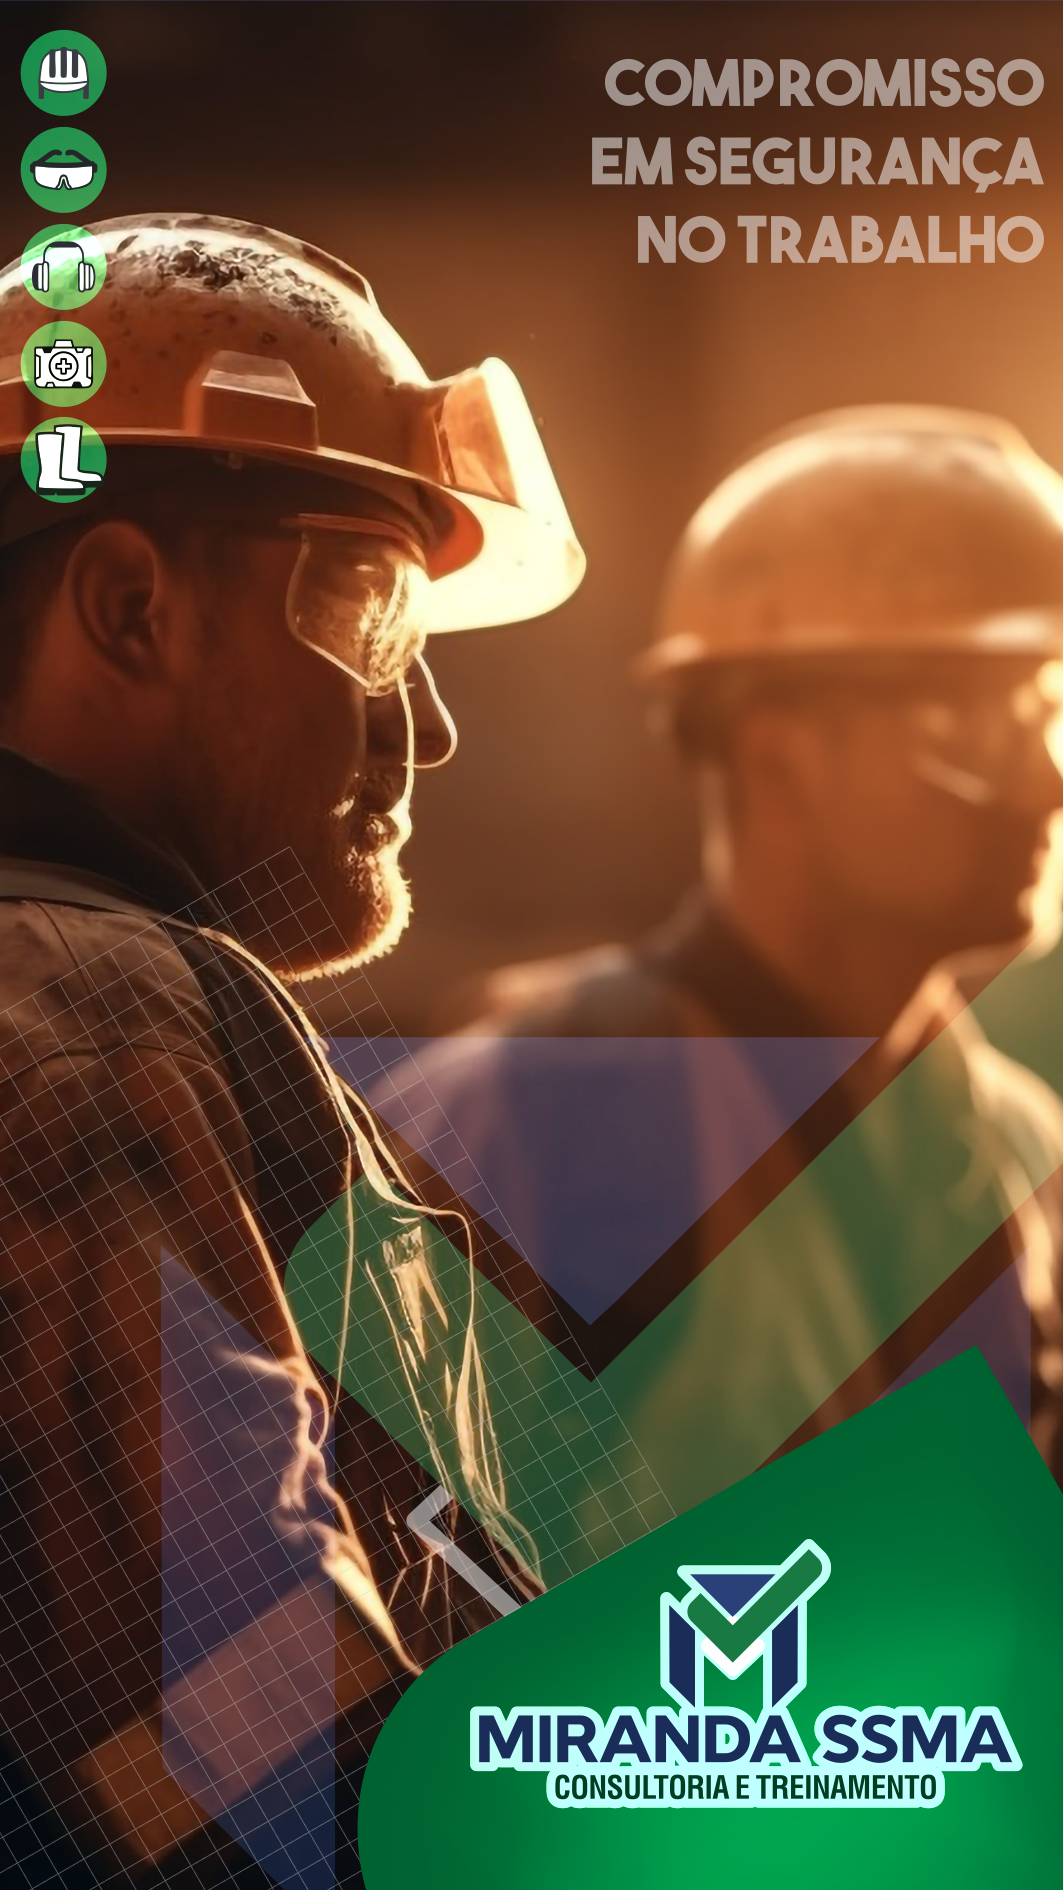 COMPROMISSO
EM SEGURANÇA
NO TRABALHO
MIRANDA SSMA
CONSULTORIA E TREINAMENTO